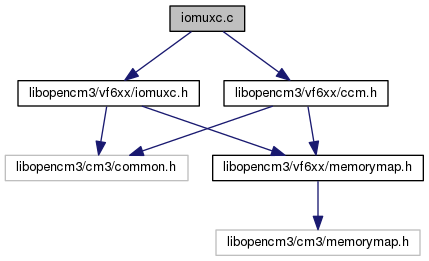 iomuxc.c
libopencm3/vf6xx/iomuxc.h
libopencm3/vf6xx/ccm.h
libopencm3/cm3/common.h
libopencm3/vf6xx/memorymap.h
libopencm3/cm3/memorymap.h